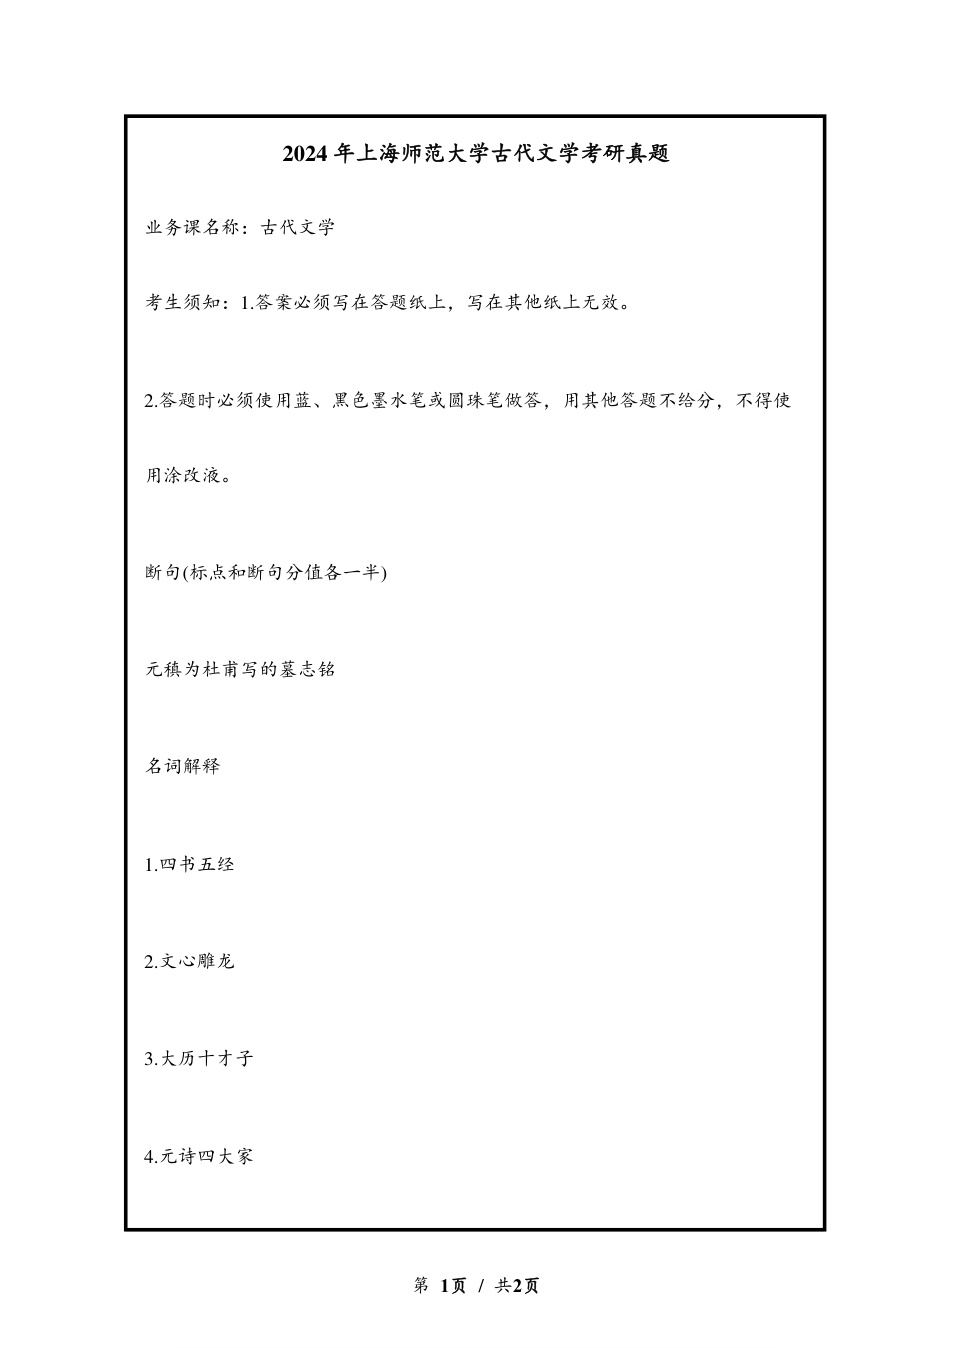 2024 年上海师范大学古代文学考研真题
业务课名称：古代文学
考生须知：1.答案必须写在答题纸上，写在其他纸上无效。
2.答题时必须使用蓝、黑色墨水笔或圆珠笔做答，用其他答题不给分，不得使
用涂改液。
断句(标点和断句分值各一半)
元稹为杜甫写的墓志铭
名词解释
1.四书五经
2.文心雕龙
3.大历十才子
4.元诗四大家
第 1页 / 共2页